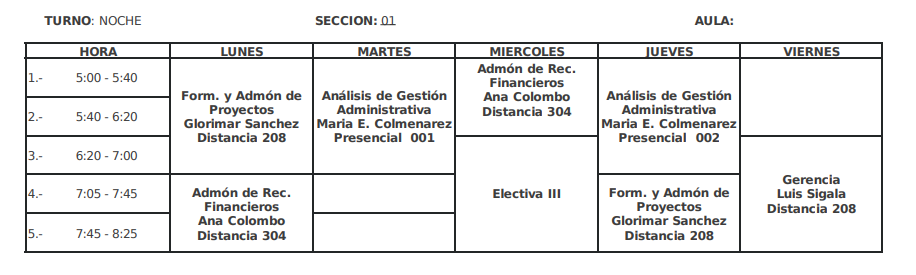 TURNO: NOCHE SECCION: 01 AULA:
HORA LUNES MARTES MIERCOLES JUEVES VIERNES
1.- 5:00 - 5:40
2.- 5:40 - 6:20
3.- 6:20 - 7:00
4.- 7:05 - 7:45
5.- 7:45 - 8:25
Form. y Admón de
Proyectos
Glorimar Sanchez
Distancia 208
Admón de Rec.
Financieros
Ana Colombo
Distancia 304
Análisis de Gestión
Administrativa
Maria E. Colmenarez
Presencial 001
Admón de Rec.
Financieros
Ana Colombo
Distancia 304
Electiva III
Análisis de Gestión
Administrativa
Maria E. Colmenarez
Presencial 002
Form. y Admón de
Proyectos
Glorimar Sanchez
Distancia 208
Gerencia
Luis Sigala
Distancia 208